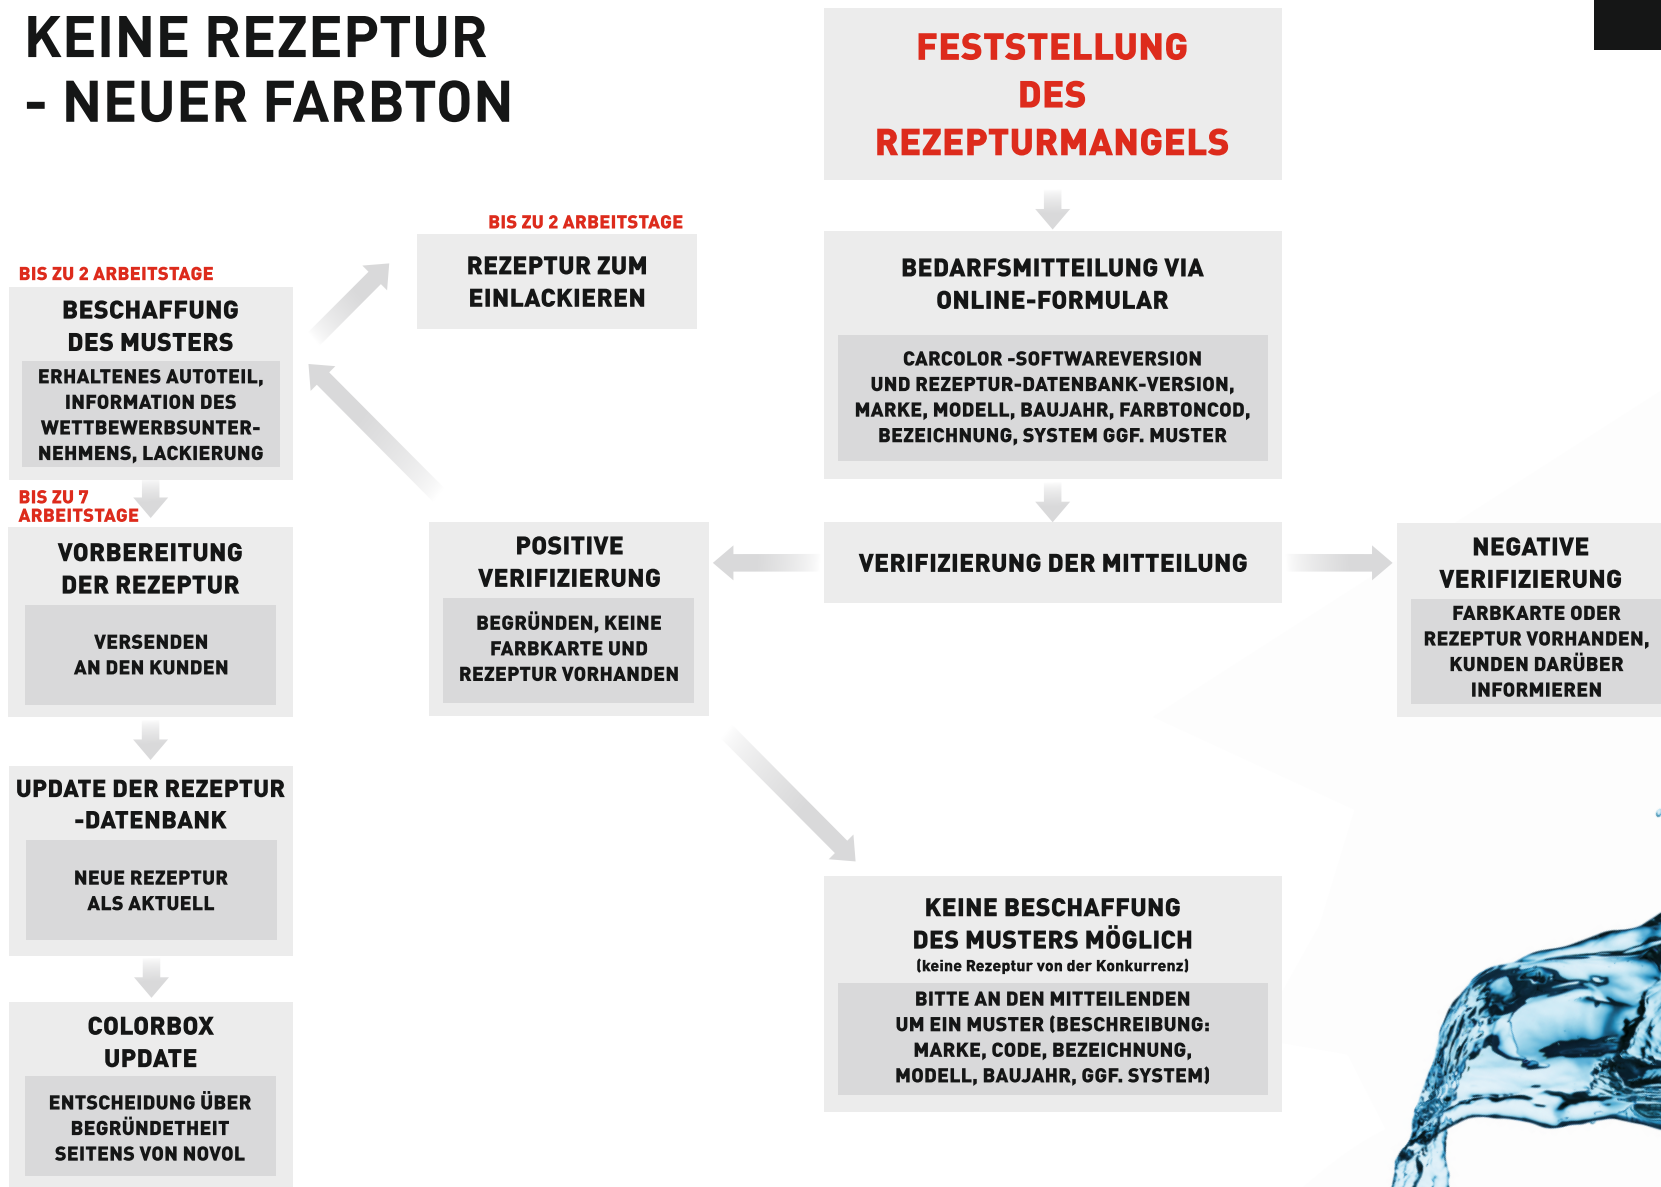 KEINE REZEPTUR
- NEUER FARBTON
FESTSTELLUNG
DES
REZEPTURMANGELS
BEDARFSMITTEILUNG VIA
ONLINE-FORMULAR
CARCOLOR -SOFTWAREVERSION
UND REZEPTUR-DATENBANK-VERSION,
MARKE, MODELL, BAUJAHR, FARBTONCOD,
BEZEICHNUNG, SYSTEM GGF. MUSTER
VERIFIZIERUNG DER MITTEILUNG
NEGATIVE
VERIFIZIERUNG
FARBKARTE ODER
REZEPTUR VORHANDEN,
KUNDEN DARÜBER
INFORMIEREN
POSITIVE
VERIFIZIERUNG
BEGRÜNDEN, KEINE
FARBKARTE UND
REZEPTUR VORHANDEN
BIS ZU 2 ARBEITSTAGE
REZEPTUR ZUM
EINLACKIEREN
BIS ZU 2 ARBEITSTAGE
BESCHAFFUNG
DES MUSTERS
ERHALTENES AUTOTEIL,
INFORMATION DES
WETTBEWERBSUNTER-
NEHMENS, LACKIERUNG
BIS ZU 7
ARBEITSTAGE
VORBEREITUNG
DER REZEPTUR
VERSENDEN
AN DEN KUNDEN
UPDATE DER REZEPTUR
-DATENBANK
NEUE REZEPTUR
ALS AKTUELL
COLORBOX
UPDATE
ENTSCHEIDUNG ÜBER
BEGRÜNDETHEIT
SEITENS VON NOVOL
KEINE BESCHAFFUNG
DES MUSTERS MÖGLICH
(keine Rezeptur von der Konkurrenz)
BITTE AN DEN MITTEILENDEN
UM EIN MUSTER (BESCHREIBUNG:
MARKE, CODE, BEZEICHNUNG,
MODELL, BAUJAHR, GGF. SYSTEM)